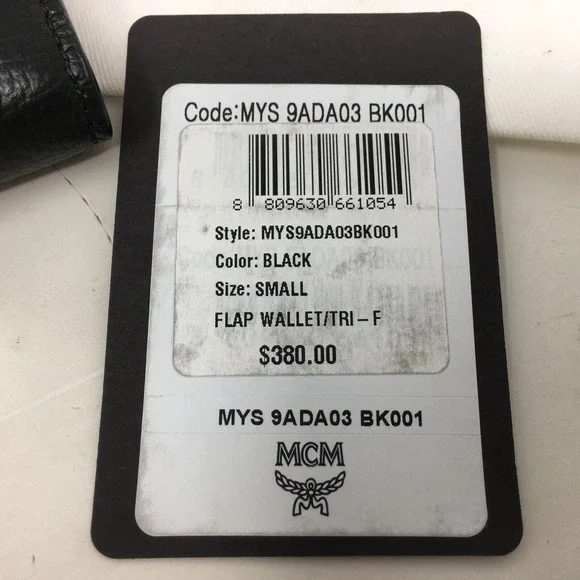 Code:MYS 9ADA03 BK001
8 809630 661054
Style: MYS9ADA03BK001
Color: BLACK
Size: SMALL
FLAP WALLET/TRI-F
$380.00
MYS 9ADA03 BK001
MCM